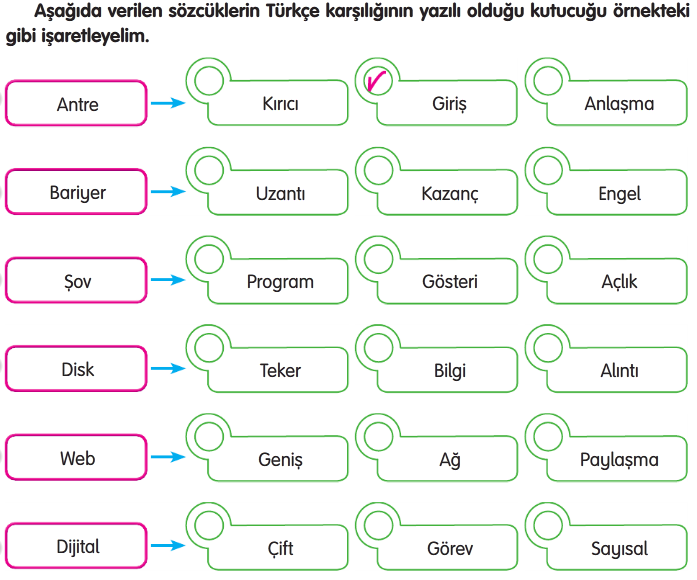 Aşağıda verilen sözcüklerin Türkçe karşılığının yazılı olduğu kutucuğu örnekteki
gibi işaretleyelim.
Antre Kırıcı Giriş Anlaşma
Bariyer Uzantı Kazanç Engel
Şov Program Gösteri Açlık
Disk Teker Bilgi Alıntı
Web Geniş Ağ Paylaşma
Dijital Çift Görev Sayısal